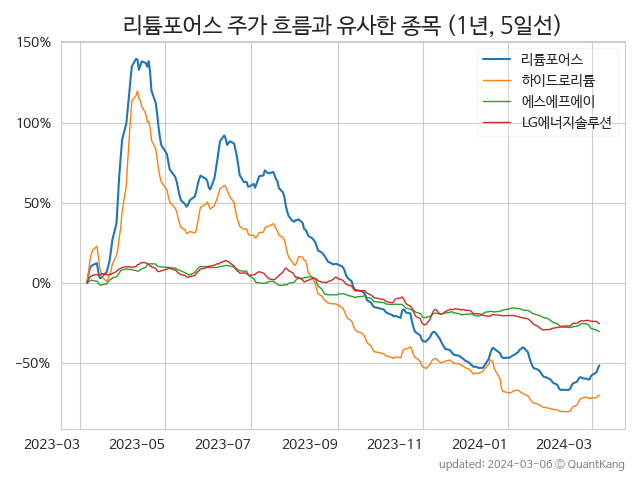 리튬포어스 주가 흐름과 유사한 종목 (1년, 5일선)
150%
100%
50%
0%
−50%
리튬포어스
하이드로리튬
에스에프에이
LG에너지솔루션
2023-03
2023-05
2023-07
2023-09
2023-11
2024-01
2024-03
updated: 2024-03-06 © QuantKang